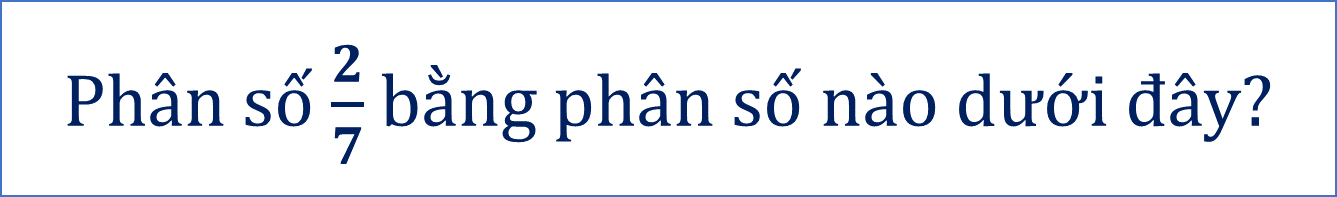 Phân số 2/7 bằng phân số nào dưới đây?